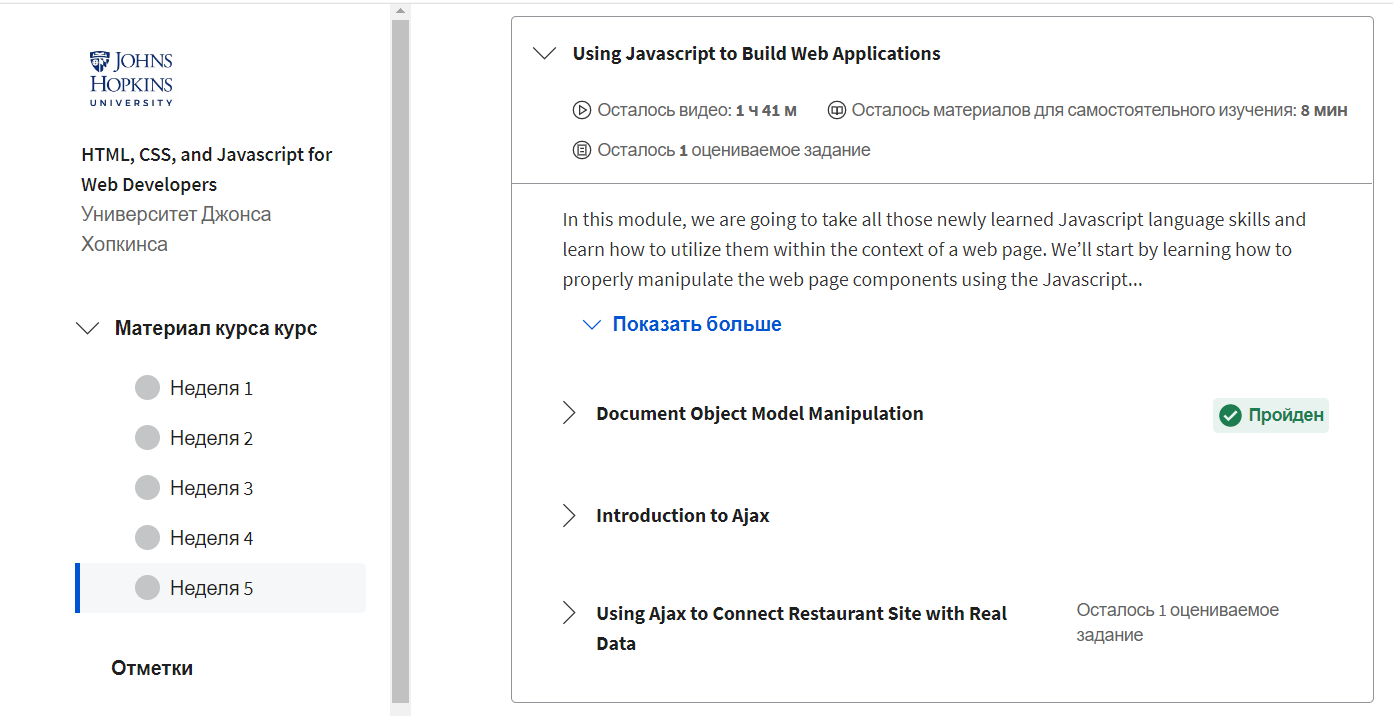 JOHNS
HOPKINS
UNIVERSITY
HTML, CSS, and Javascript for
Web Developers
Университет Джонса
Хопкинса
Материал курса курс
Неделя 1
Неделя 2
Неделя 3
Неделя 4
Неделя 5
Отметки
Using Javascript to Build Web Applications
Осталось видео: 1 ч 41 м Осталось материалов для самостоятельного изучения: 8 мин
Осталось 1 оцениваемое задание
In this module, we are going to take all those newly learned Javascript language skills and
learn how to utilize them within the context of a web page. We’ll start by learning how to
properly manipulate the web page components using the Javascript...
Показать больше
Document Object Model Manipulation
Пройден
Introduction to Ajax
Using Ajax to Connect Restaurant Site with Real
Data
Осталось 1 оцениваемое
задание